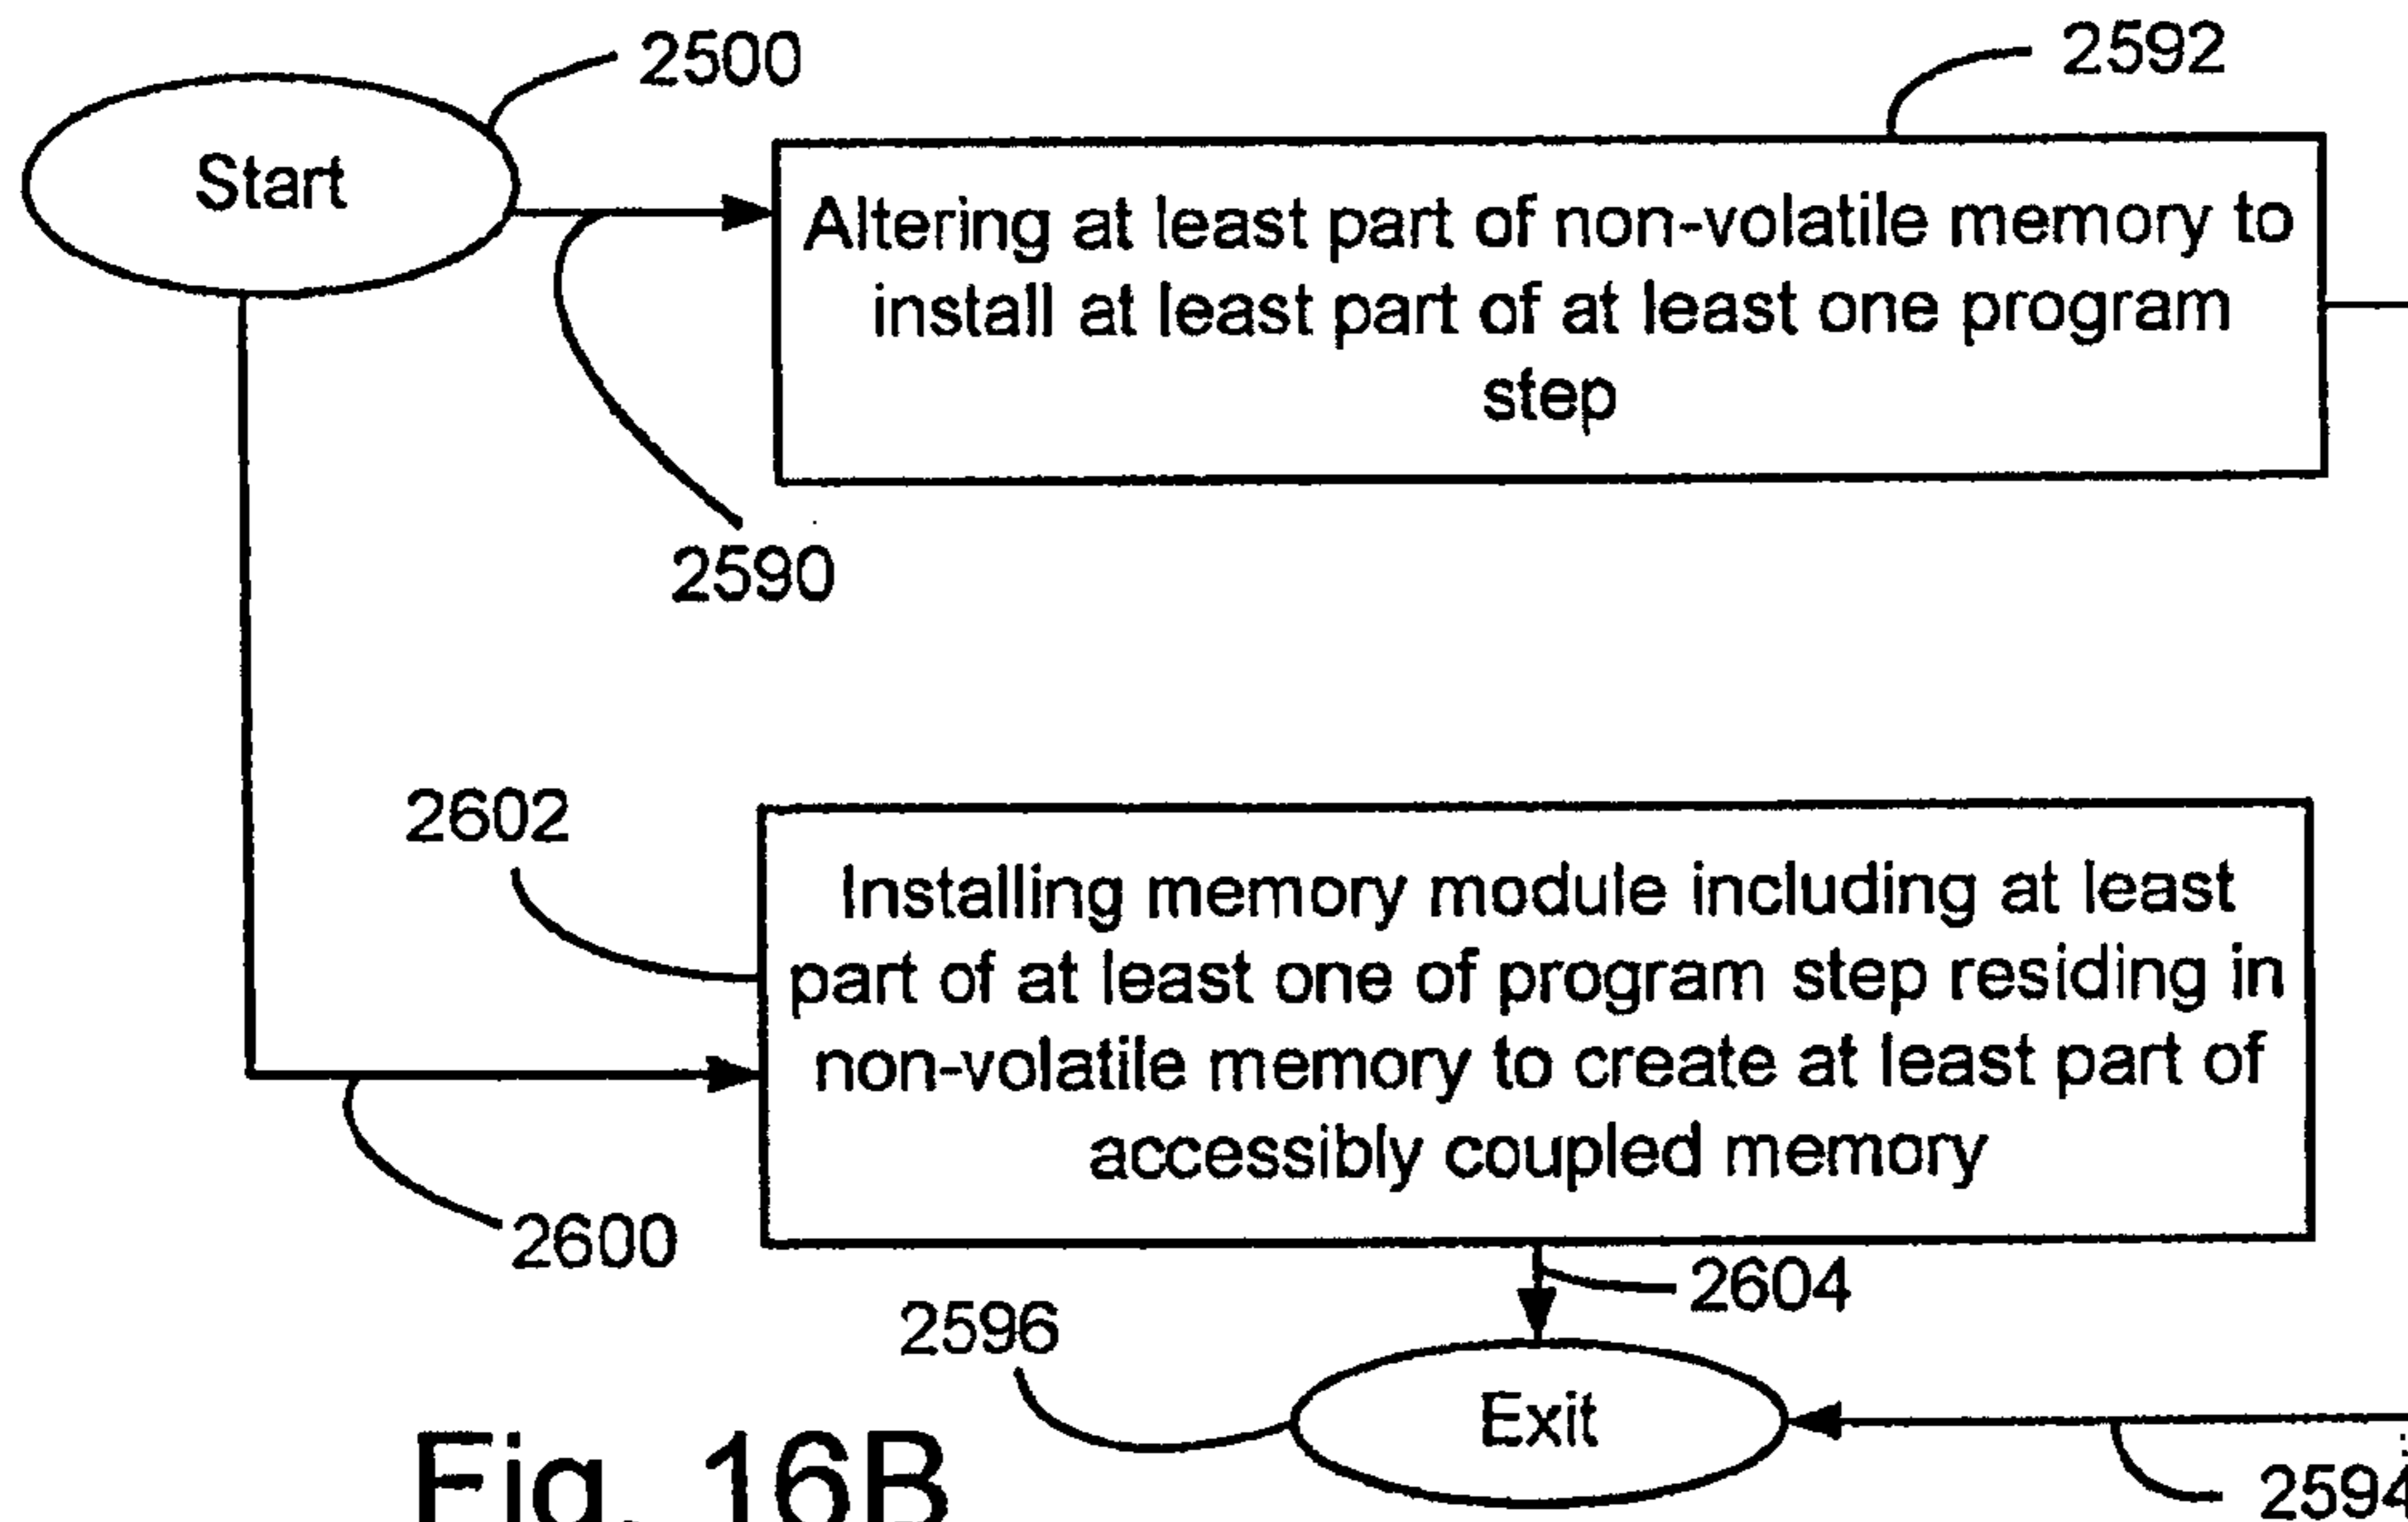 2500
2592
Start
Altering at least part of non-volatile memory to
install at least part of at least one program
step
2590
2602
Installing memory module including at least
part of at least one of program step residing in
non-volatile memory to create at least part of
accessibly coupled memory
2600
2604
2596
Exit
2594
Fig. 16B